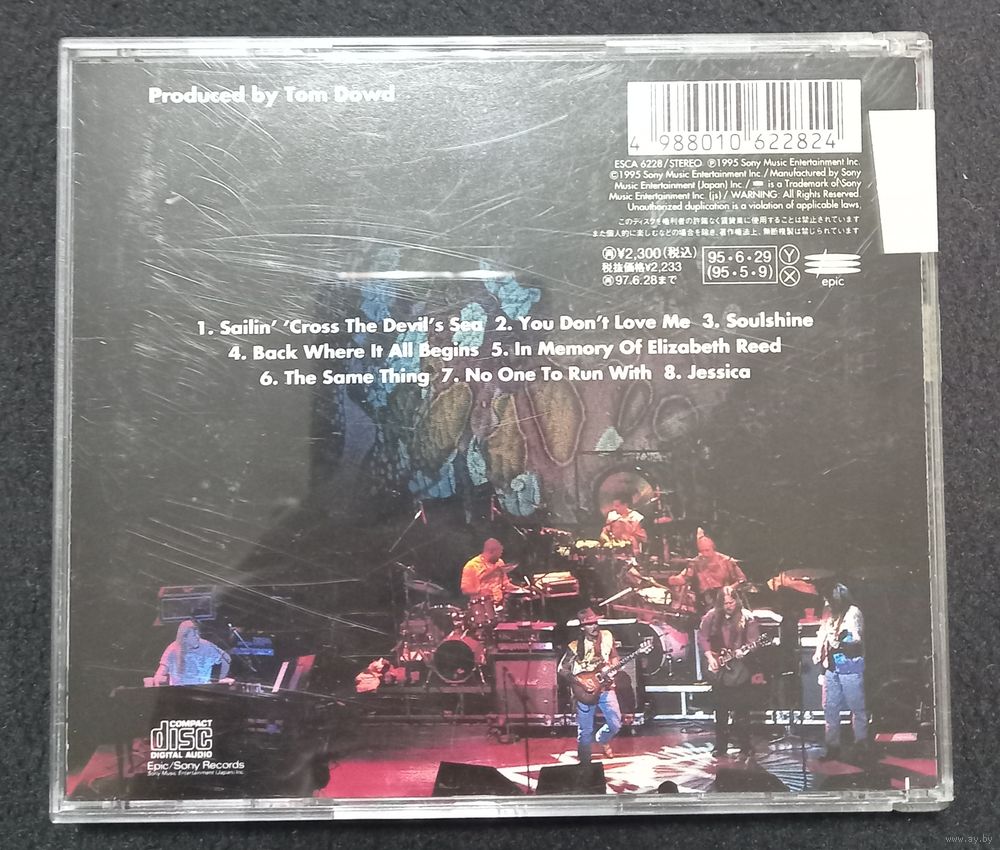 Produced by Tom Dowd
4 988010 622824
ESCA 6228/STEREO ℗1995 Sony Music Entertainment Inc.
©1995 Sony Music Entertainment Inc. / Manufactured by Sony
Music Entertainment (Japan) Inc. / is a Trademark of Sony
Music Entertainment Inc. (js) / WARNING: All Rights Reserved.
Unauthorized duplication is a violation of applicable laws.
このディスクを権利者の許諾なく賃貸業に使用することは禁止されています
また個人的に楽しむなどの場合を除き、著作権法上、無断複製は禁じられています
再¥2,300(税込)
税抜価格¥2,233
再97.6.28まで
95・6・29
(95・5・9)
Y
X
epic
1. Sailin’ ‘Cross The Devil’s Sea 2. You Don’t Love Me 3. Soulshine
4. Back Where It All Begins 5. In Memory Of Elizabeth Reed
6. The Same Thing 7. No One To Run With 8. Jessica
COMPACT
disc
DIGITAL AUDIO
Epic/Sony Records
Sony Music Entertainment (Japan) Inc.
www.ay.by